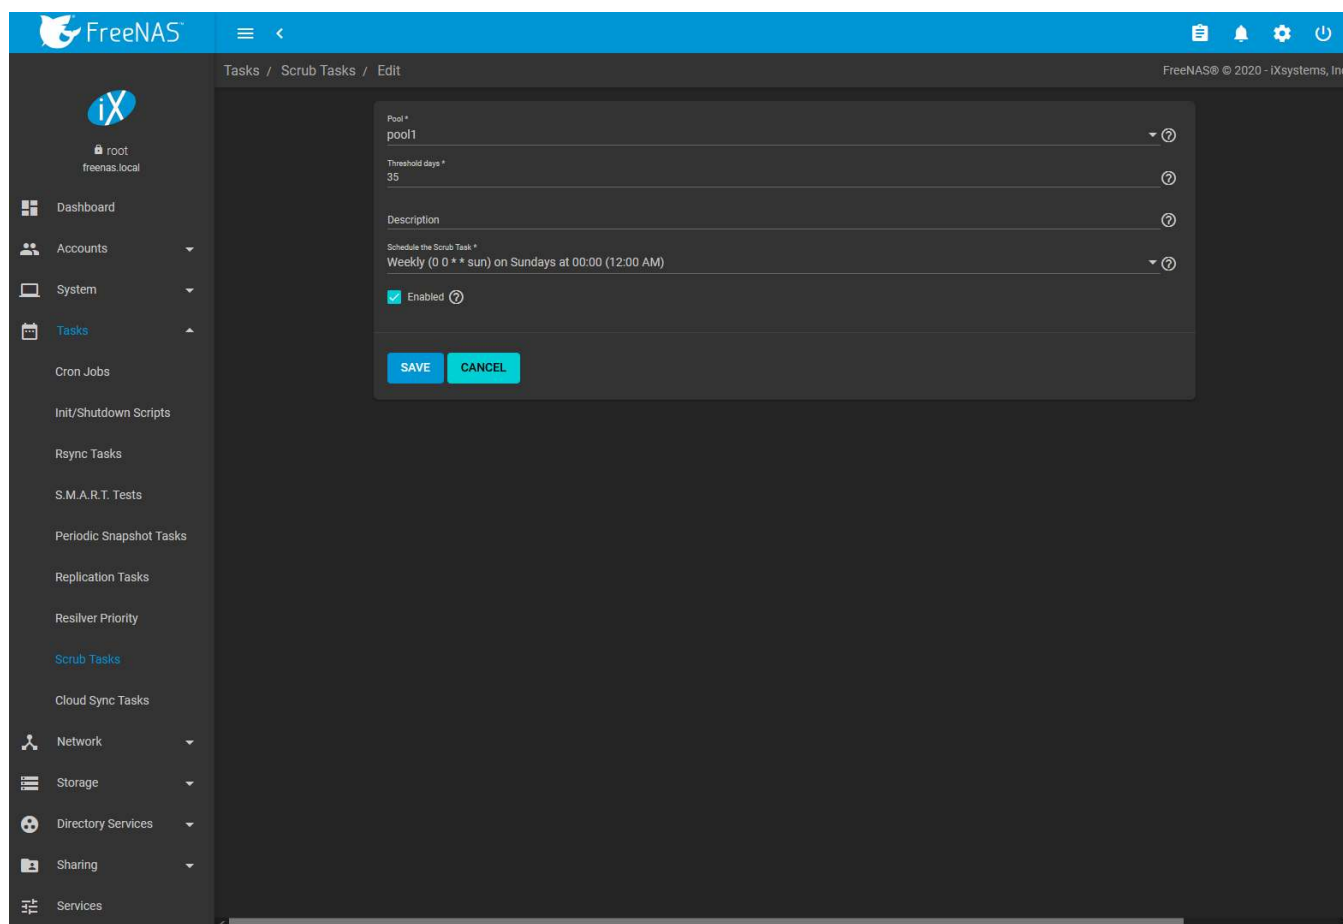 FreeNAS
Tasks / Scrub Tasks / Edit
FreeNAS® © 2020 - iXsystems, Inc
iX
root
freenas.local
Dashboard
Accounts
System
Tasks
Cron Jobs
Init/Shutdown Scripts
Rsync Tasks
S.M.A.R.T. Tests
Periodic Snapshot Tasks
Replication Tasks
Resilver Priority
Scrub Tasks
Cloud Sync Tasks
Network
Storage
Directory Services
Sharing
Services
Pool *
pool1
Threshold days *
35
Description
Schedule the Scrub Task *
Weekly (0 0 * * sun) on Sundays at 00:00 (12:00 AM)
Enabled
SAVE CANCEL